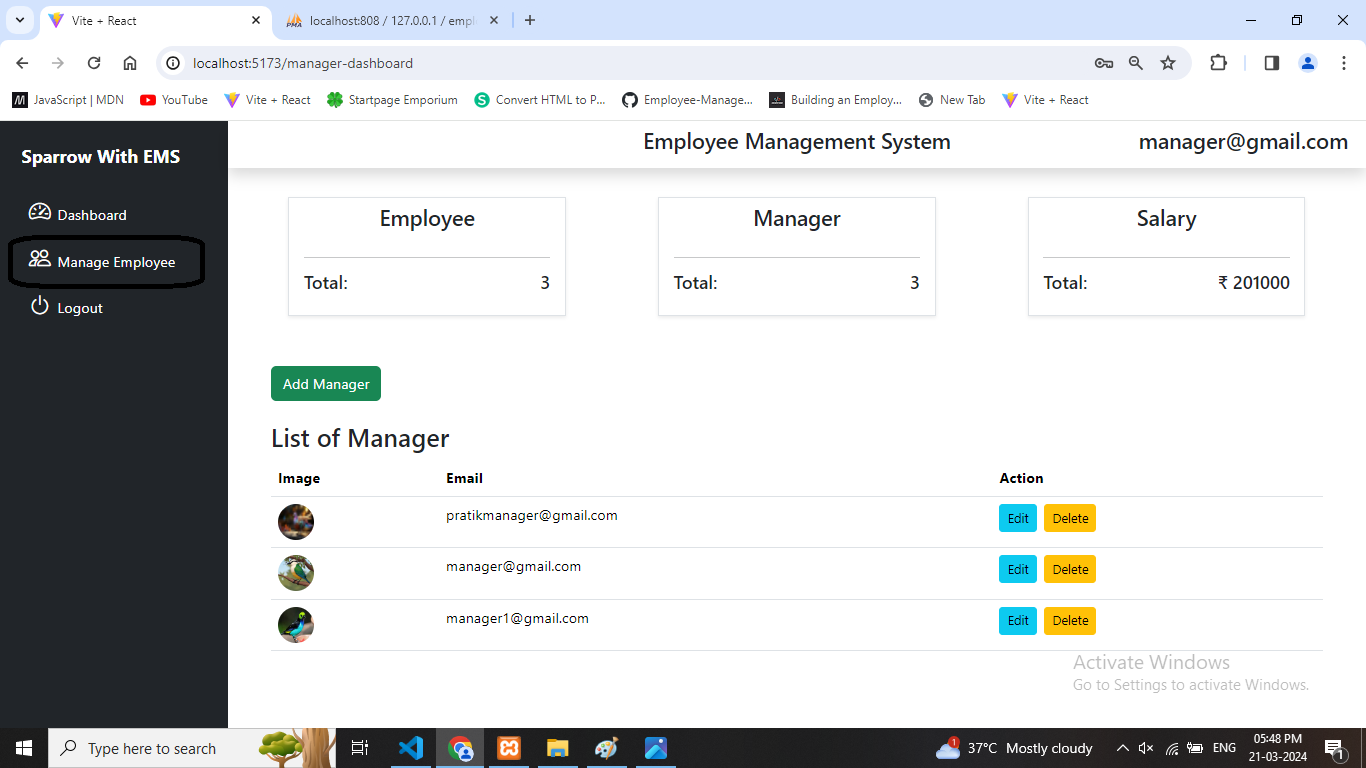 Vite + React
localhost:808 / 127.0.0.1 / empl
localhost:5173/manager-dashboard
JavaScript | MDN
YouTube
Vite + React
Startpage Emporium
Convert HTML to P...
Employee-Manage...
Building an Employ...
New Tab
Vite + React
Sparrow With EMS
Employee Management System
manager@gmail.com
Dashboard
Manage Employee
Logout
Employee
Total: 3
Manager
Total: 3
Salary
Total: ₹ 201000
Add Manager
List of Manager
Image Email Action
pratikmanager@gmail.com Edit Delete
manager@gmail.com Edit Delete
manager1@gmail.com Edit Delete
Activate Windows
Go to Settings to activate Windows.
Type here to search
1
37°C Mostly cloudy
ENG
05:48 PM
21-03-2024
1